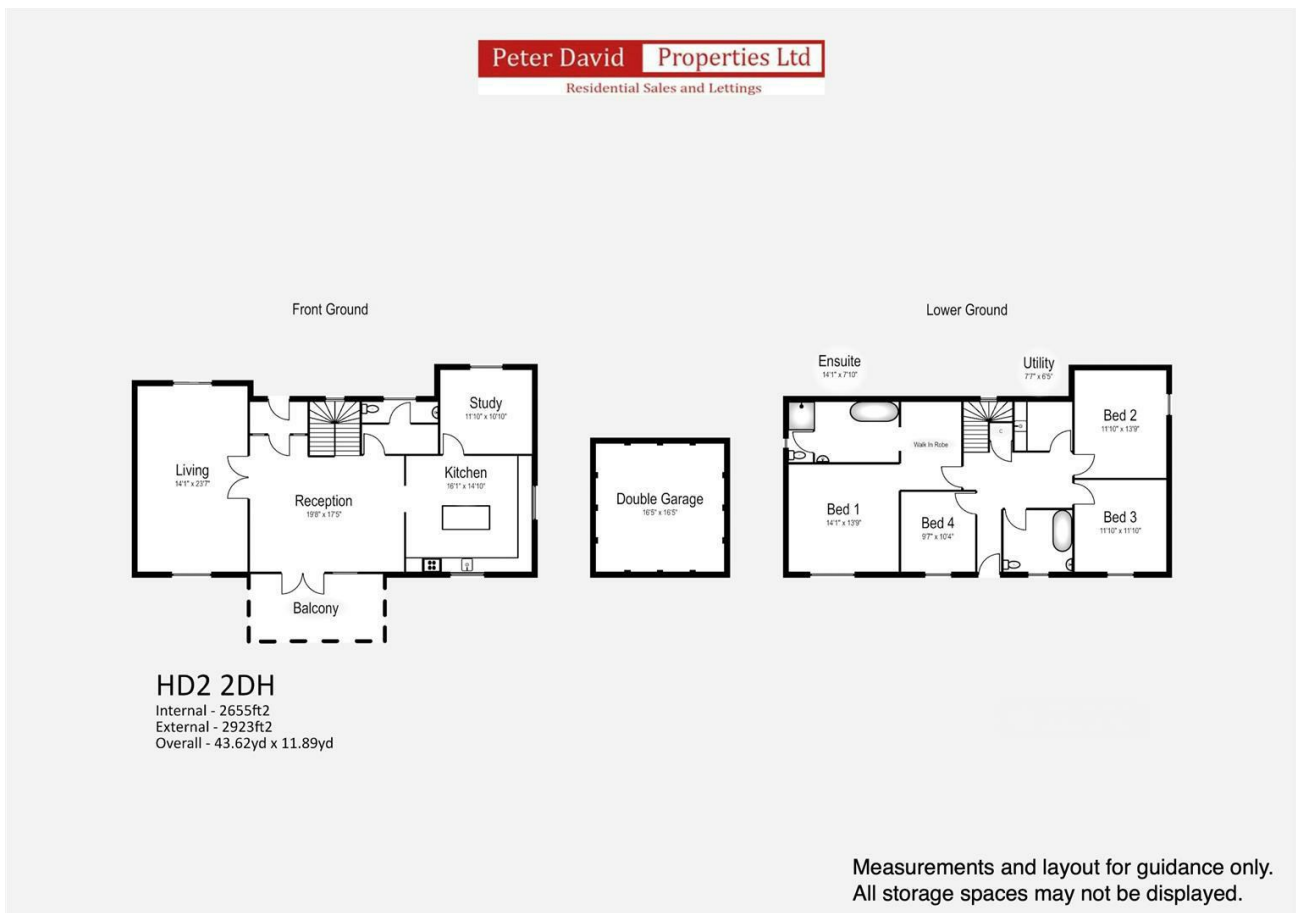 Peter David Properties Ltd
Residential Sales and Lettings
Front Ground
Lower Ground
Ensuite
14'1" x 7'10"
Utility
7'7" x 6'5"
Study
11'10" x 10'10"
Bed 2
11'10" x 13'9"
Walk In Robe
C
Living
14'1" x 23'7"
Kitchen
16'1" x 14'10"
Reception
19'8" x 17'5"
Double Garage
16'5" x 16'5"
Bed 1
14'1" x 13'9"
Bed 4
9'7" x 10'4"
Bed 3
11'10" x 11'10"
Balcony
HD2 2DH
Internal - 2655ft2
External - 2923ft2
Overall - 43.62yd x 11.89yd
Measurements and layout for guidance only.
All storage spaces may not be displayed.